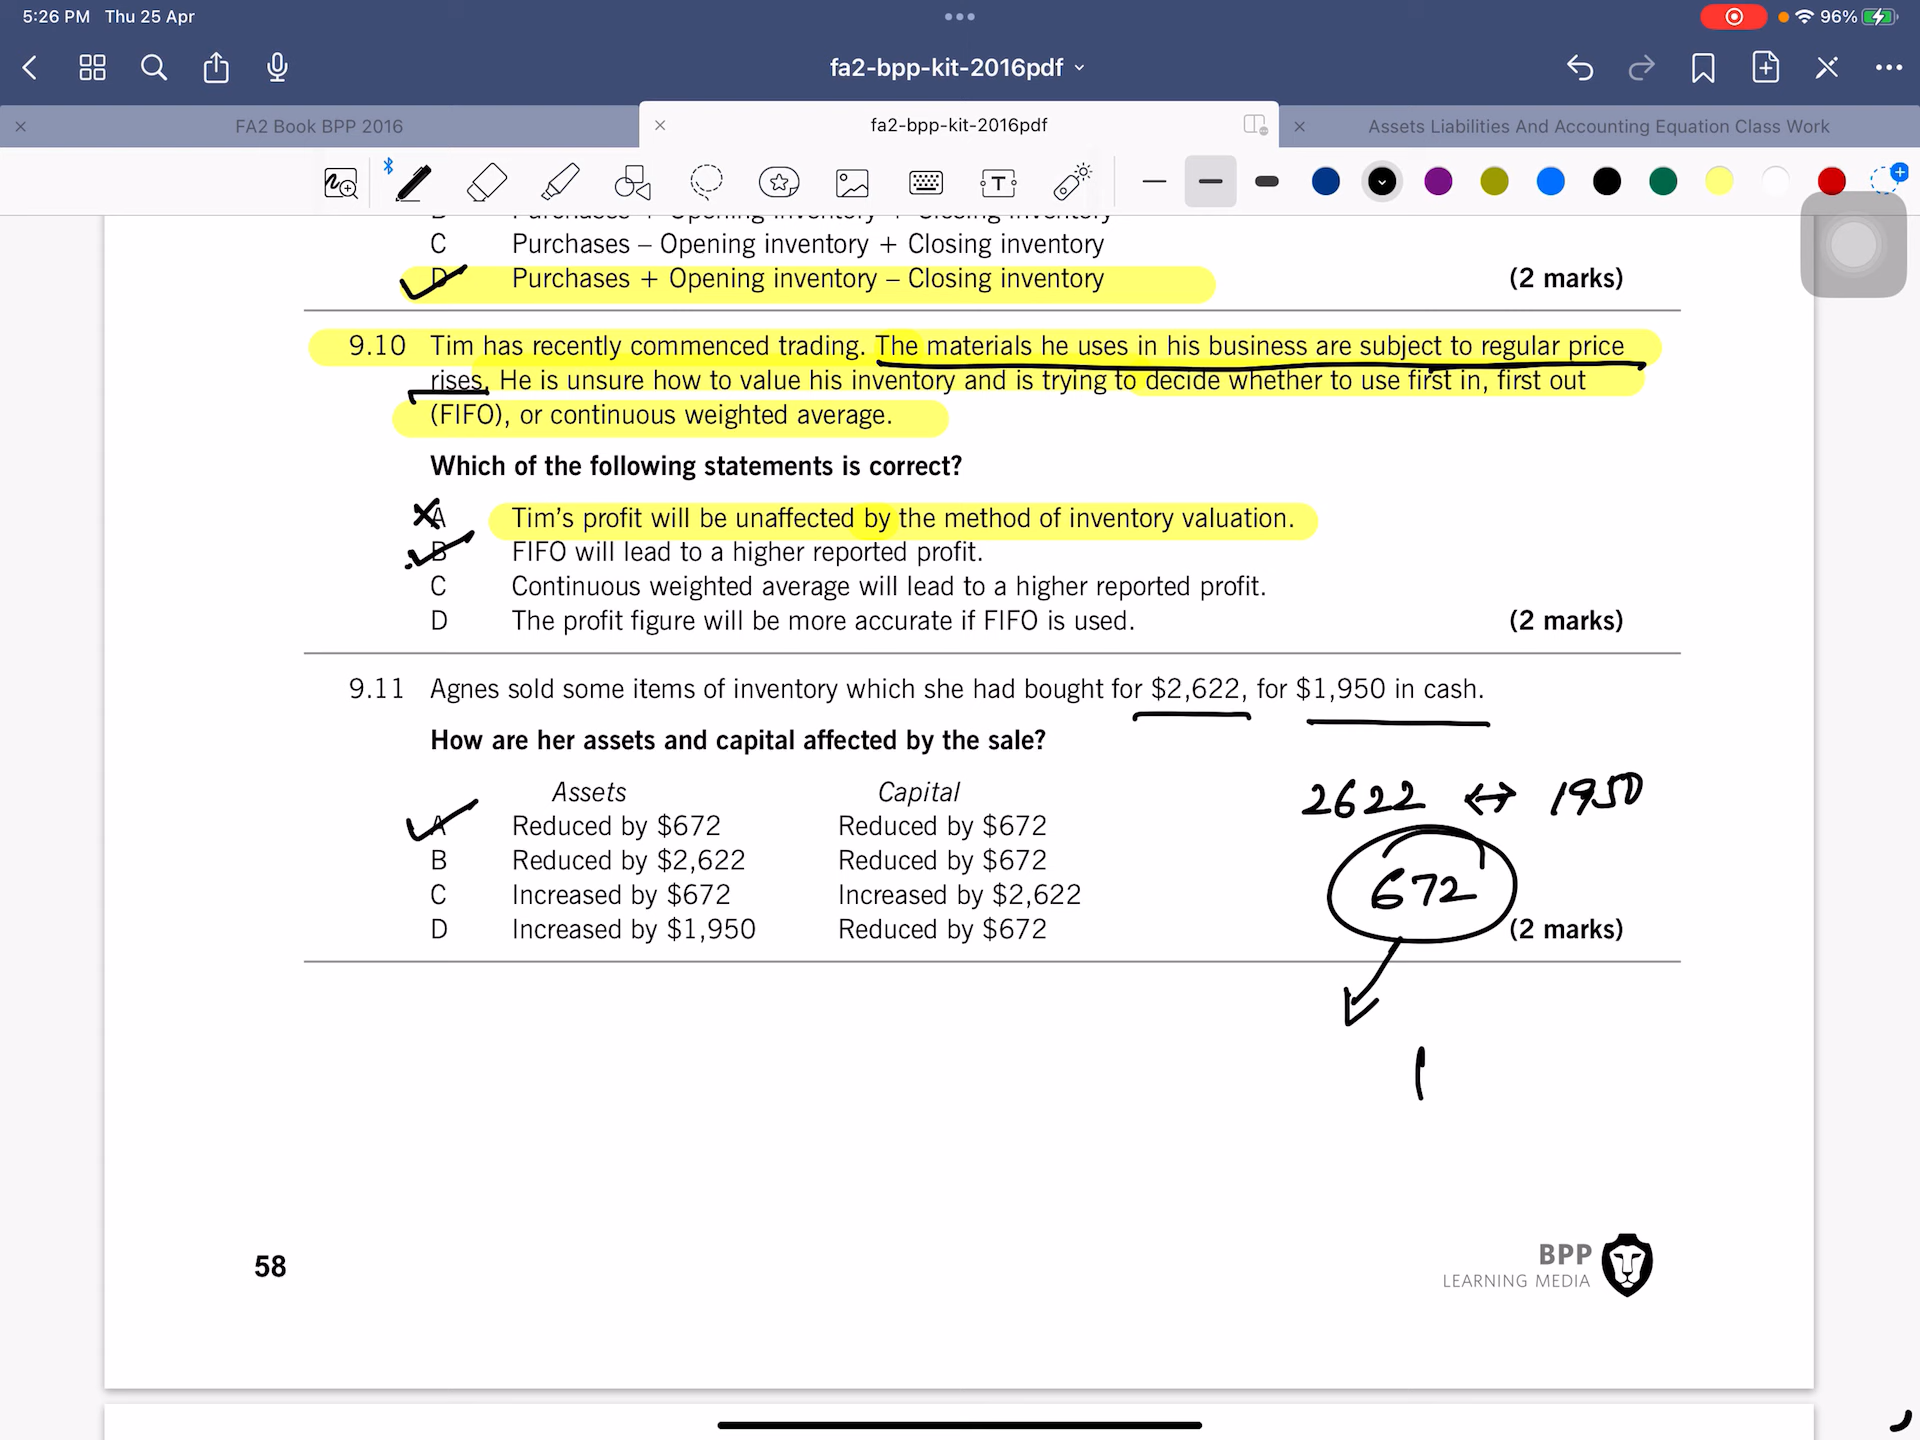 5:26 PM Thu 25 Apr
96%
fa2-bpp-kit-2016pdf
FA2 Book BPP 2016
fa2-bpp-kit-2016pdf
Assets Liabilities And Accounting Equation Class Work
B Purchases + Opening inventory + Closing inventory
C Purchases – Opening inventory + Closing inventory
D Purchases + Opening inventory – Closing inventory (2 marks)
9.10 Tim has recently commenced trading. The materials he uses in his business are subject to regular price
rises. He is unsure how to value his inventory and is trying to decide whether to use first in, first out
(FIFO), or continuous weighted average.
Which of the following statements is correct?
A Tim's profit will be unaffected by the method of inventory valuation.
B FIFO will lead to a higher reported profit.
C Continuous weighted average will lead to a higher reported profit.
D The profit figure will be more accurate if FIFO is used. (2 marks)
9.11 Agnes sold some items of inventory which she had bought for $2,622, for $1,950 in cash.
How are her assets and capital affected by the sale?
Assets Capital
2622 ↔ 1950
A Reduced by $672 Reduced by $672
B Reduced by $2,622 Reduced by $672
672
C Increased by $672 Increased by $2,622
D Increased by $1,950 Reduced by $672 (2 marks)
58
BPP
LEARNING MEDIA